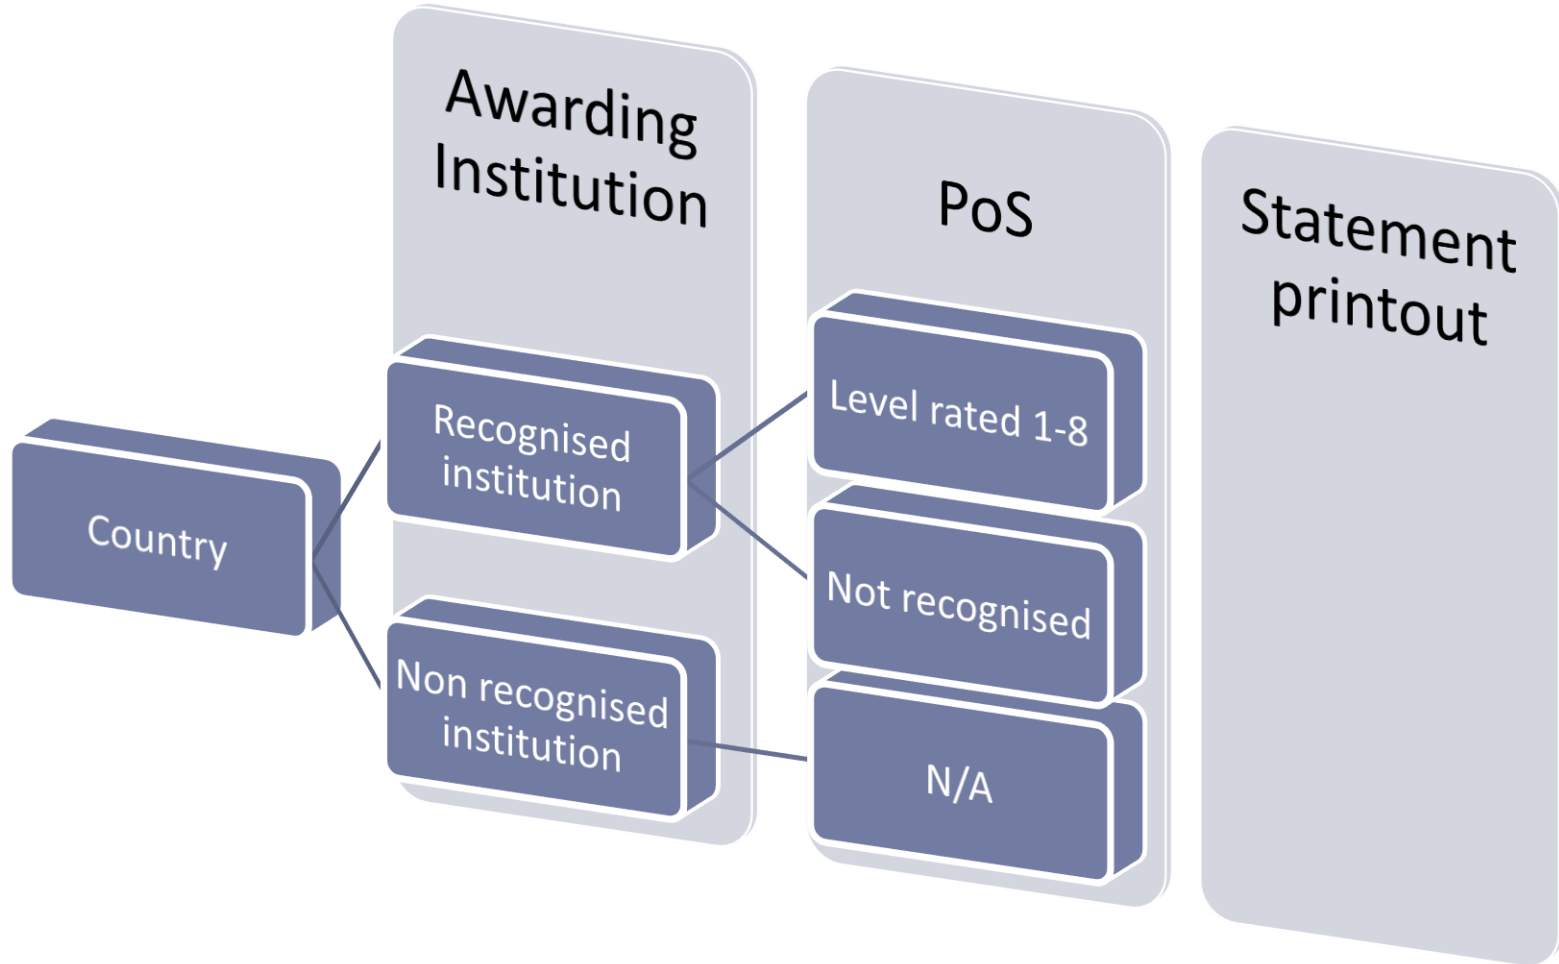 Awarding
Institution
PoS
Statement
printout
Country
Recognised
institution
Non recognised
institution
Level rated 1-8
Not recognised
N/A